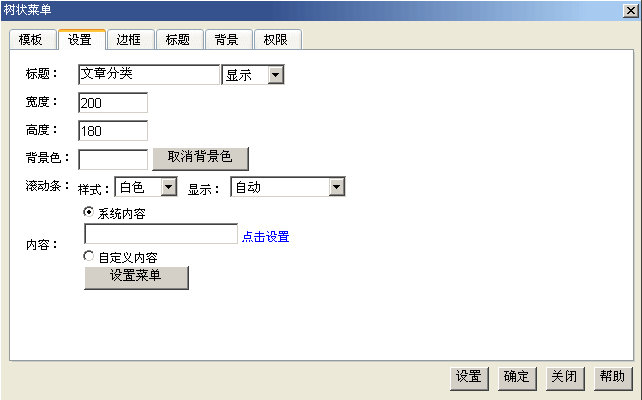 树状菜单
模板 设置 边框 标题 背景 权限
标题： 文章分类 显示
宽度： 200
高度： 180
背景色： 取消背景色
滚动条： 样式： 白色 显示： 自动
系统内容
点击设置
内容：
自定义内容
设置菜单
设置 确定 关闭 帮助